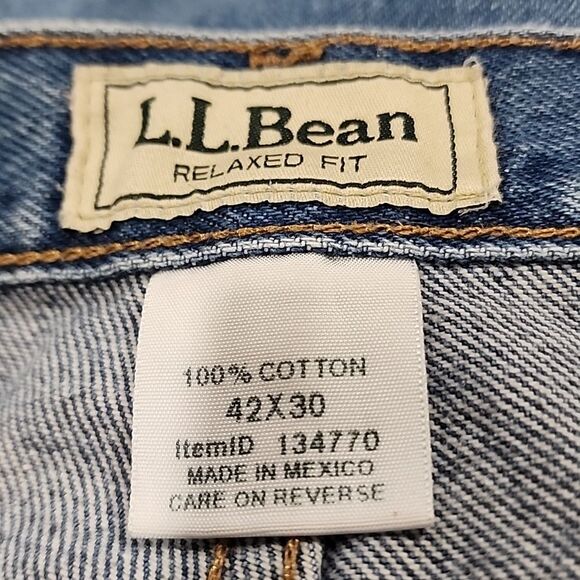 L.L.Bean
RELAXED FIT
100% COTTON
42X30
ItemID 134770
MADE IN MEXICO
CARE ON REVERSE